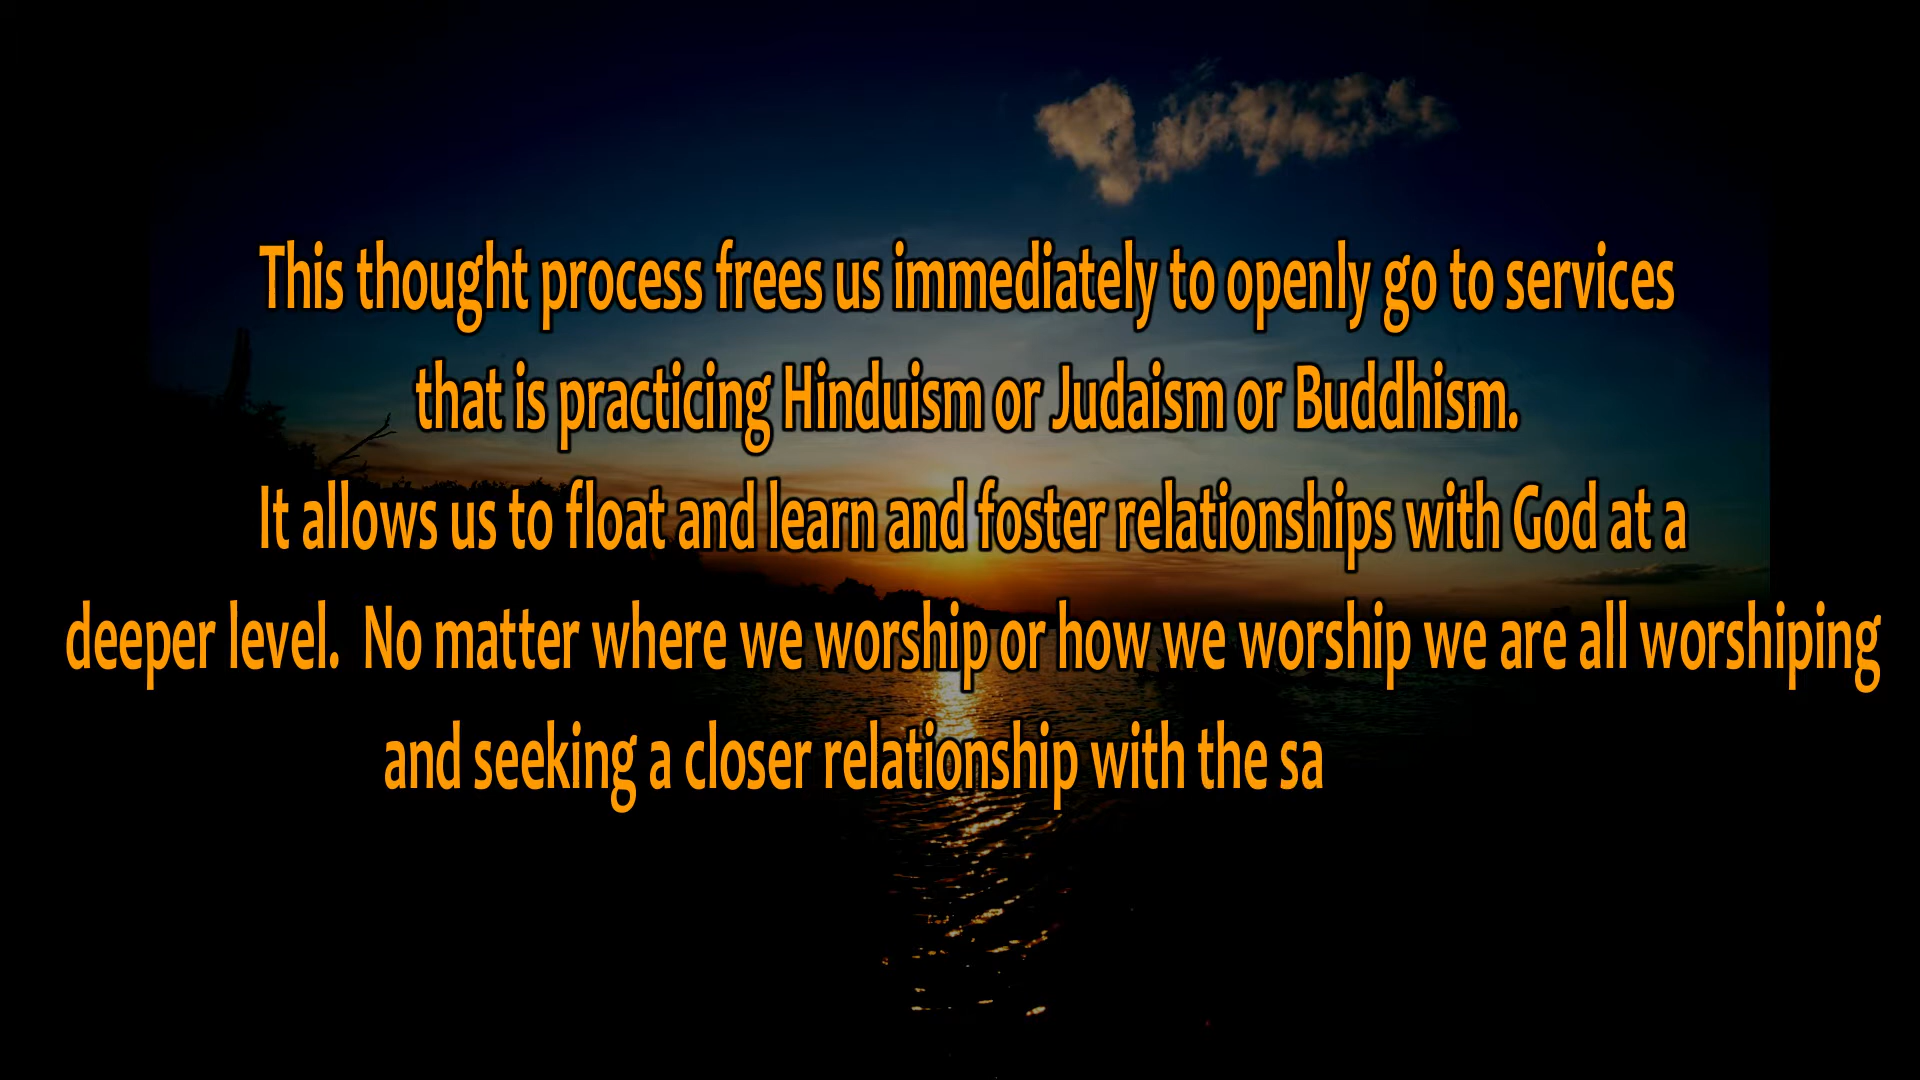 This thought process frees us immediately to openly go to services
that is practicing Hinduism or Judaism or Buddhism.
It allows us to float and learn and foster relationships with God at a
deeper level.  No matter where we worship or how we worship we are all worshiping
and seeking a closer relationship with the sa